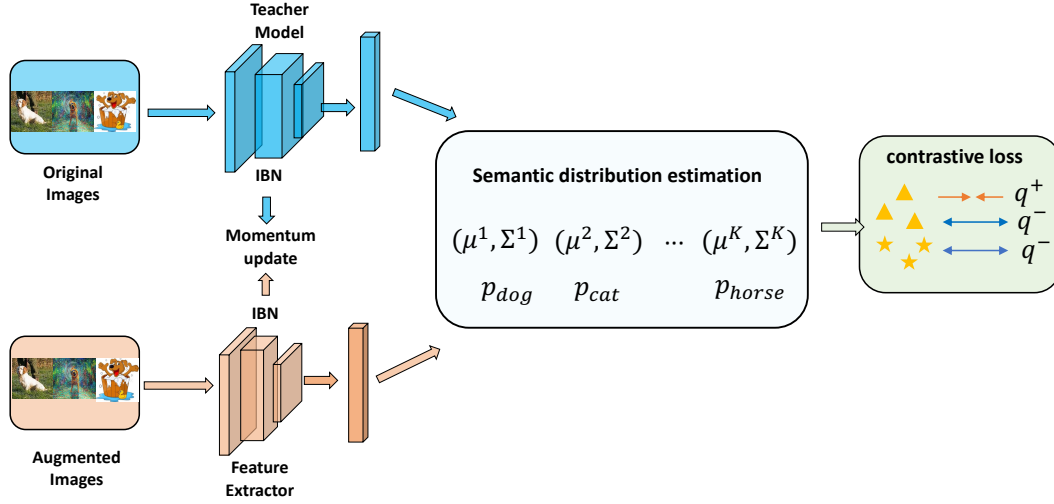 Teacher
Model
Original
Images
IBN
Momentum
update
IBN
Augmented
Images
Feature
Extractor
Semantic distribution estimation
(μ¹, Σ¹) (μ², Σ²) ⋯ (μᴷ, Σᴷ)
p_dog p_cat p_horse
contrastive loss
q⁺
q⁻
q⁻